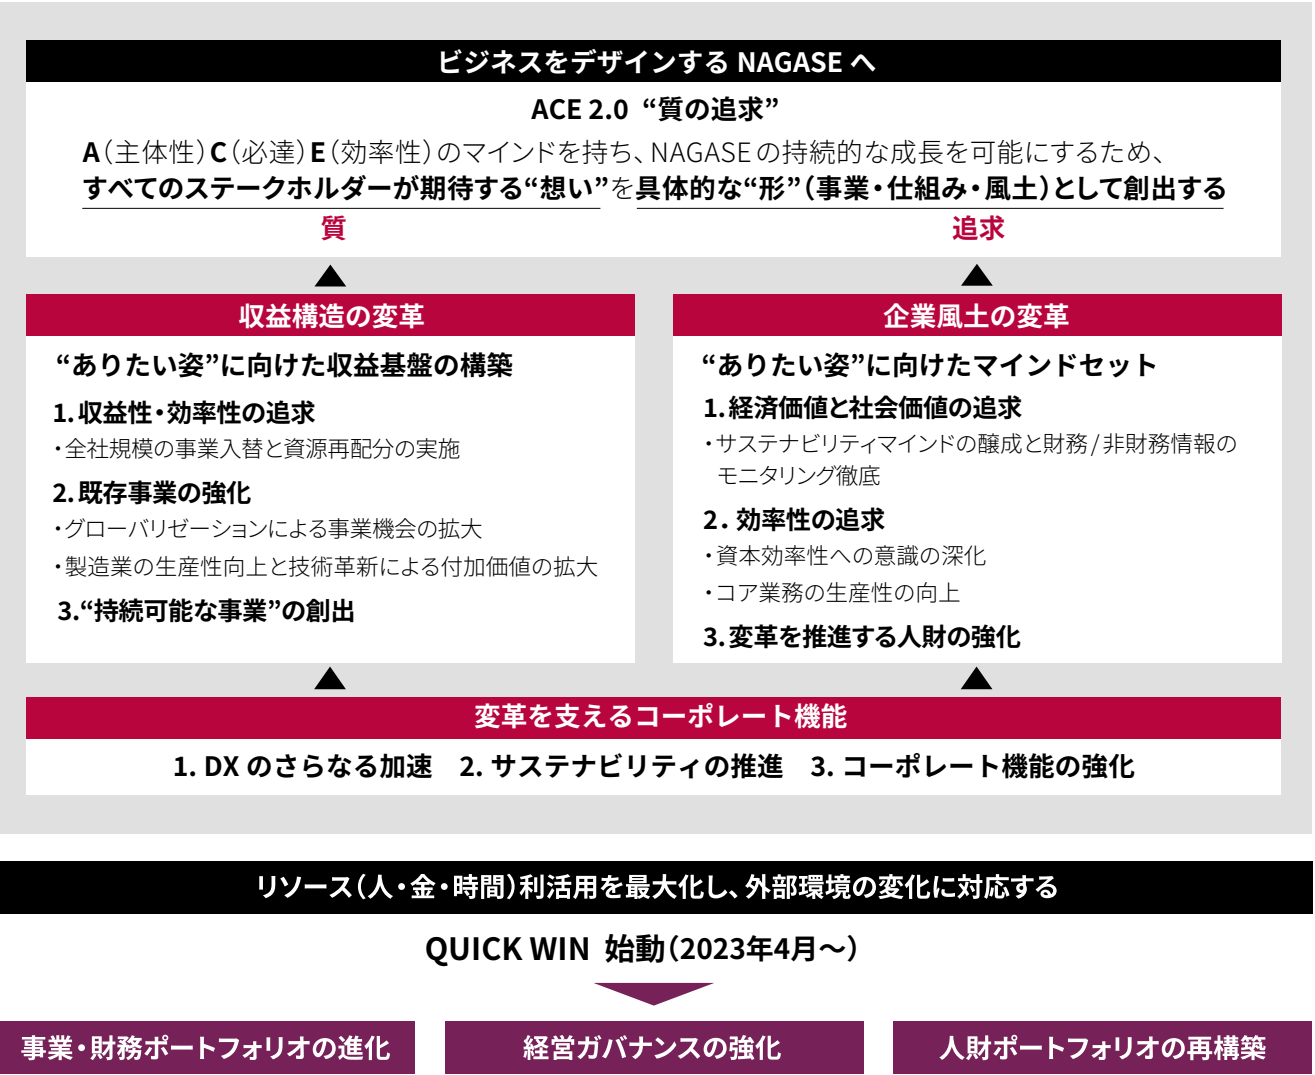 ビジネスをデザインする NAGASE へ
ACE 2.0 “質の追求”
A（主体性）C（必達）E（効率性）のマインドを持ち、NAGASEの持続的な成長を可能にするため、
すべてのステークホルダーが期待する“想い”を具体的な“形”（事業・仕組み・風土）として創出する
質 追求
収益構造の変革
“ありたい姿”に向けた収益基盤の構築
1.収益性・効率性の追求
・全社規模の事業入替と資源再配分の実施
2.既存事業の強化
・グローバリゼーションによる事業機会の拡大
・製造業の生産性向上と技術革新による付加価値の拡大
3.“持続可能な事業”の創出
企業風土の変革
“ありたい姿”に向けたマインドセット
1.経済価値と社会価値の追求
・サステナビリティマインドの醸成と財務/非財務情報の
モニタリング徹底
2. 効率性の追求
・資本効率性への意識の深化
・コア業務の生産性の向上
3.変革を推進する人財の強化
変革を支えるコーポレート機能
1. DX のさらなる加速 2. サステナビリティの推進 3. コーポレート機能の強化
リソース（人・金・時間）利活用を最大化し、外部環境の変化に対応する
QUICK WIN 始動（2023年4月～）
事業・財務ポートフォリオの進化
経営ガバナンスの強化
人財ポートフォリオの再構築